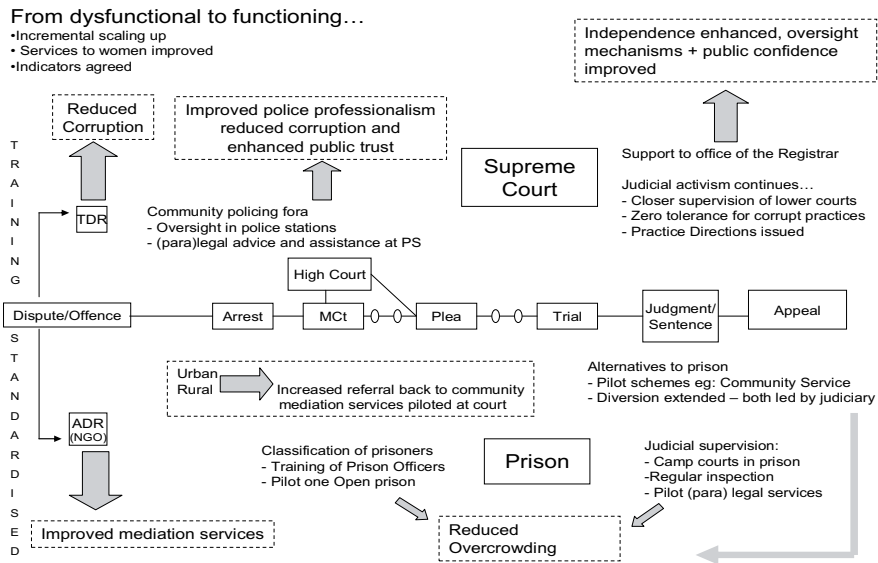 From dysfunctional to functioning…
•Incremental scaling up
• Services to women improved
•Indicators agreed
Independence enhanced, oversight
mechanisms + public confidence
improved
Reduced
Corruption
Improved police professionalism
reduced corruption and
enhanced public trust
Supreme
Court
Support to office of the Registrar
Judicial activism continues…
- Closer supervision of lower courts
- Zero tolerance for corrupt practices
- Practice Directions issued
TRAINING
TDR
Community policing fora
- Oversight in police stations
- (para)legal advice and assistance at PS
High Court
Dispute/Offence
Arrest
MCt
Plea
Trial
Judgment/
Sentence
Appeal
STANDARDISED
Urban
Rural
Increased referral back to community
mediation services piloted at court
Alternatives to prison
- Pilot schemes eg: Community Service
- Diversion extended – both led by judiciary
ADR
(NGO)
Classification of prisoners
- Training of Prison Officers
- Pilot one Open prison
Prison
Judicial supervision:
- Camp courts in prison
-Regular inspection
- Pilot (para) legal services
Improved mediation services
Reduced
Overcrowding